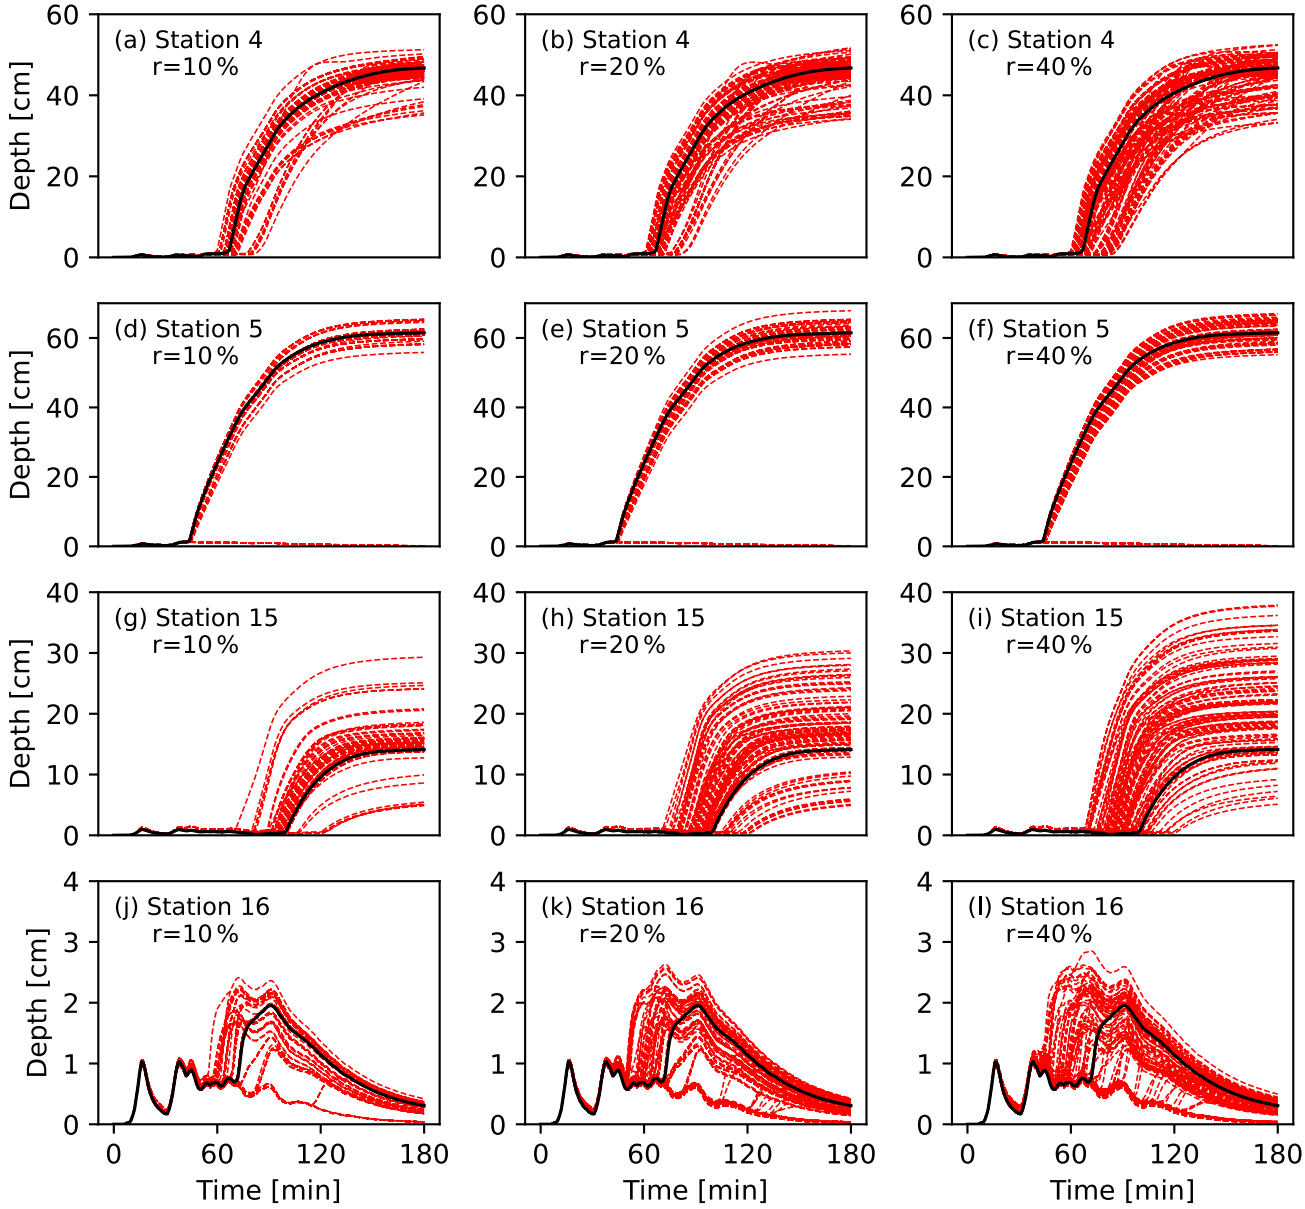 60
40
20
0
Depth [cm]
(a) Station 4
r=10 %
60
40
20
0
(b) Station 4
r=20 %
60
40
20
0
(c) Station 4
r=40 %
60
40
20
0
Depth [cm]
(d) Station 5
r=10 %
60
40
20
0
(e) Station 5
r=20 %
60
40
20
0
(f) Station 5
r=40 %
40
30
20
10
0
Depth [cm]
(g) Station 15
r=10 %
40
30
20
10
0
(h) Station 15
r=20 %
40
30
20
10
0
(i) Station 15
r=40 %
4
3
2
1
0
Depth [cm]
(j) Station 16
r=10 %
0 60 120 180
Time [min]
4
3
2
1
0
(k) Station 16
r=20 %
0 60 120 180
Time [min]
4
3
2
1
0
(l) Station 16
r=40 %
0 60 120 180
Time [min]